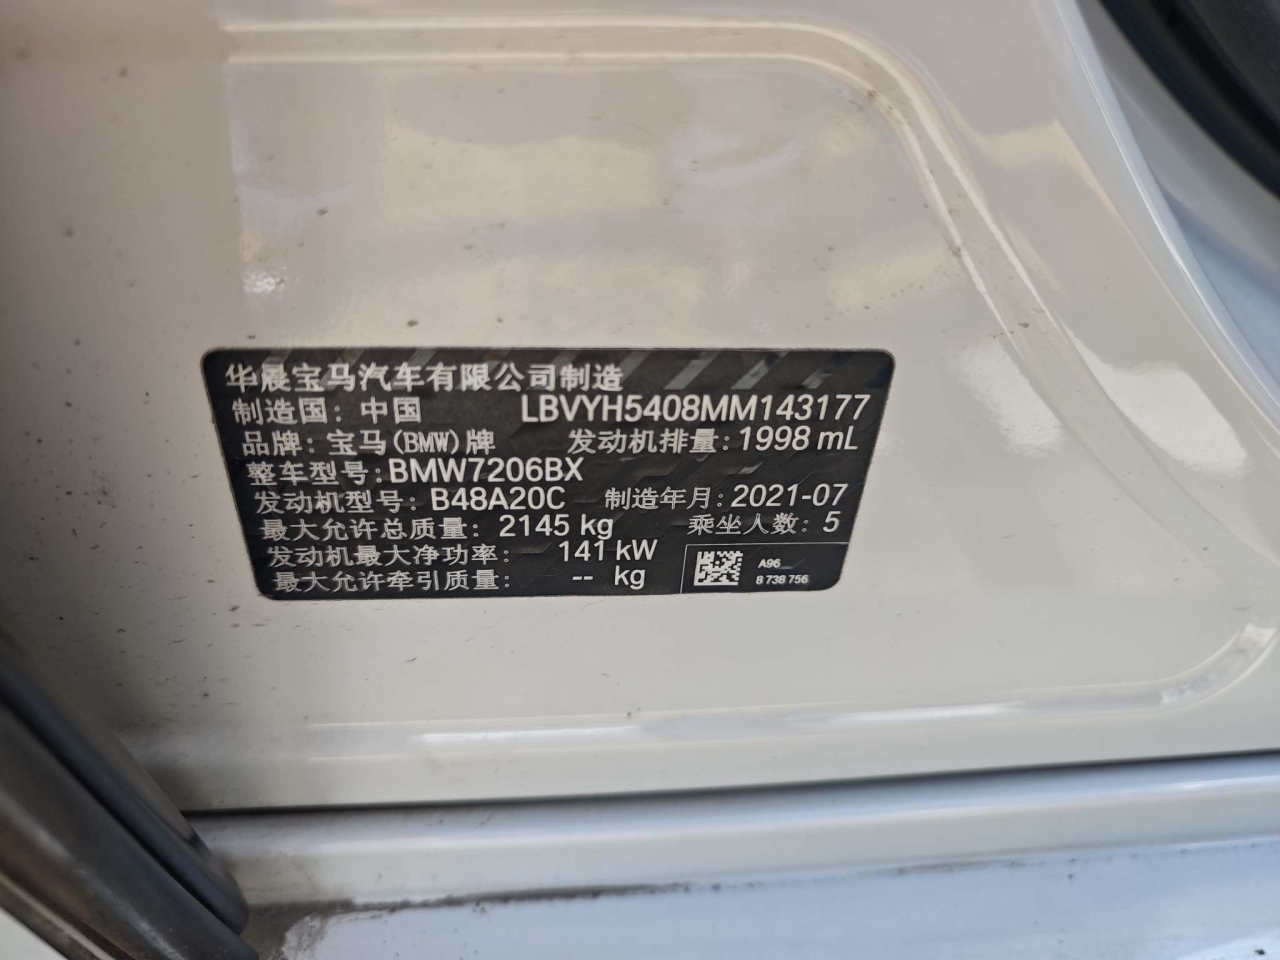 华晨宝马汽车有限公司制造
制造国：中国 LBVYH5408MM143177
品牌：宝马(BMW)牌 发动机排量：1998 mL
整车型号：BMW7206BX
发动机型号：B48A20C 制造年月：2021-07
最大允许总质量：2145 kg 乘坐人数：5
发动机最大净功率：141 kW
最大允许牵引质量：-- kg
A96
8 738 756